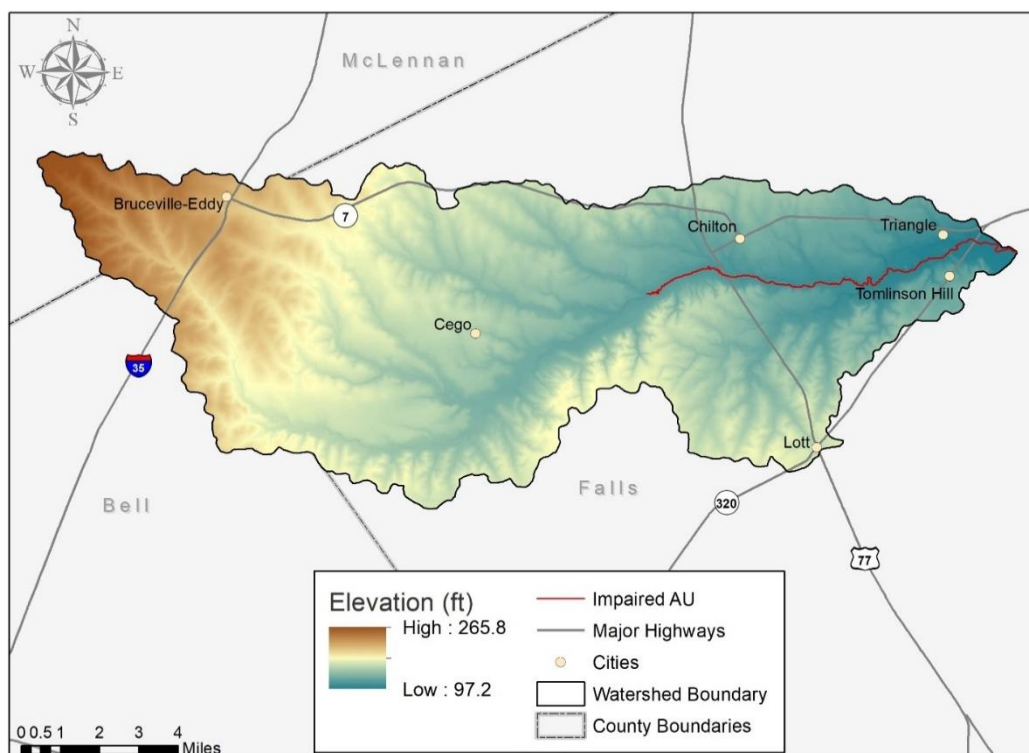 N
W
E
S
McLennan
Bruceville-Eddy
7
Chilton
Triangle
Tomlinson Hill
Cego
35
Lott
Bell
Falls
320
77
Elevation (ft)
High : 265.8
Low : 97.2
Impaired AU
Major Highways
Cities
Watershed Boundary
County Boundaries
0 0.5 1 2 3 4
Miles